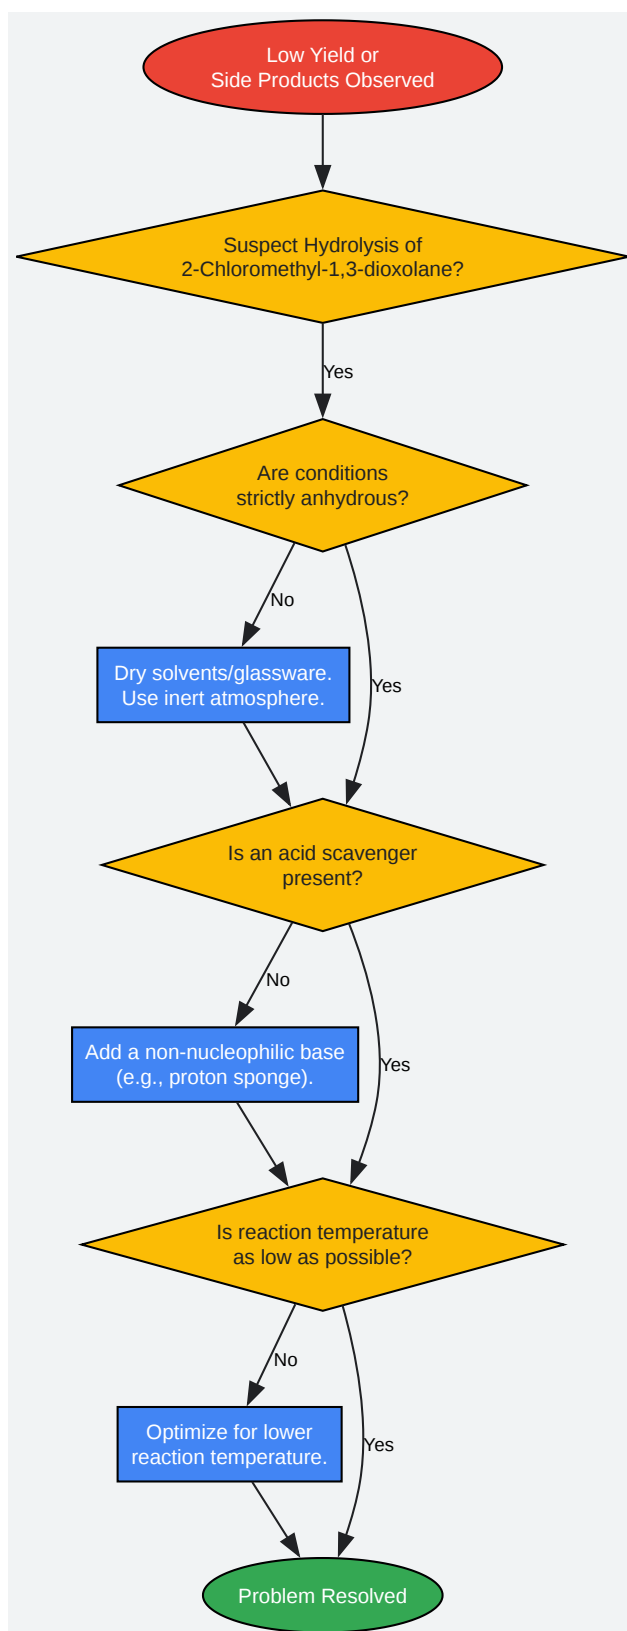 Low Yield or
Side Products Observed
Suspect Hydrolysis of
2-Chloromethyl-1,3-dioxolane?
Yes
Are conditions
strictly anhydrous?
No
Dry solvents/glassware.
Use inert atmosphere.
Yes
Is an acid scavenger
present?
No
Add a non-nucleophilic base
(e.g., proton sponge).
Yes
Is reaction temperature
as low as possible?
No
Optimize for lower
reaction temperature.
Yes
Problem Resolved